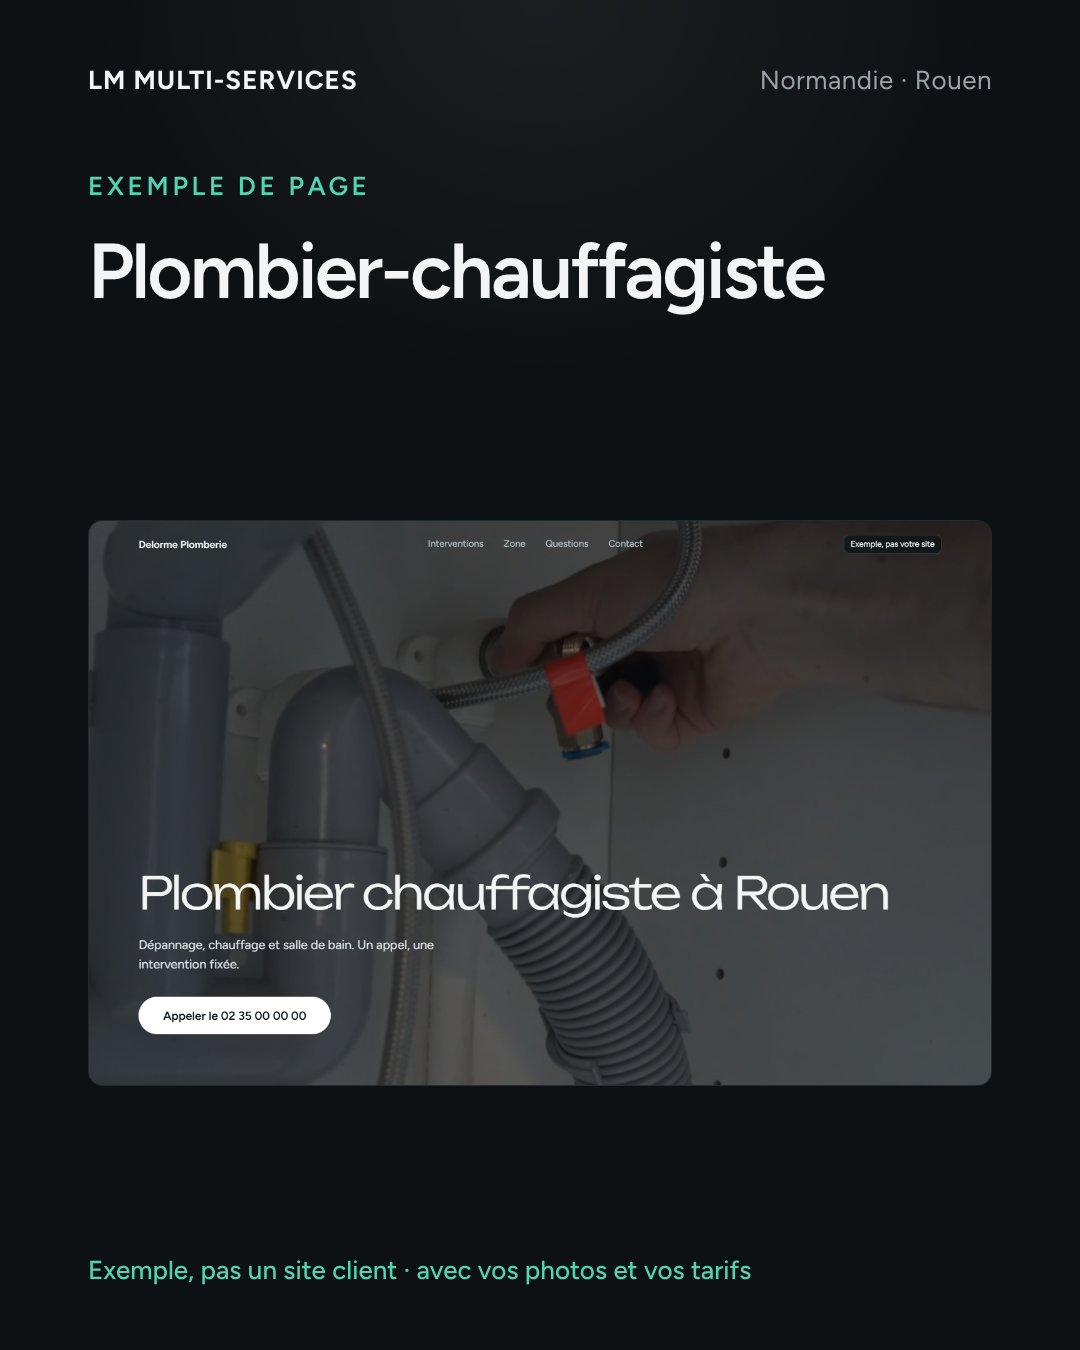 LM MULTI-SERVICES
Normandie · Rouen
EXEMPLE DE PAGE
Plombier-chauffagiste
Delorme Plomberie
Interventions Zone Questions Contact
Exemple, pas votre site
Plombier chauffagiste à Rouen
Dépannage, chauffage et salle de bain. Un appel, une
intervention fixée.
Appeler le 02 35 00 00 00
Exemple, pas un site client · avec vos photos et vos tarifs